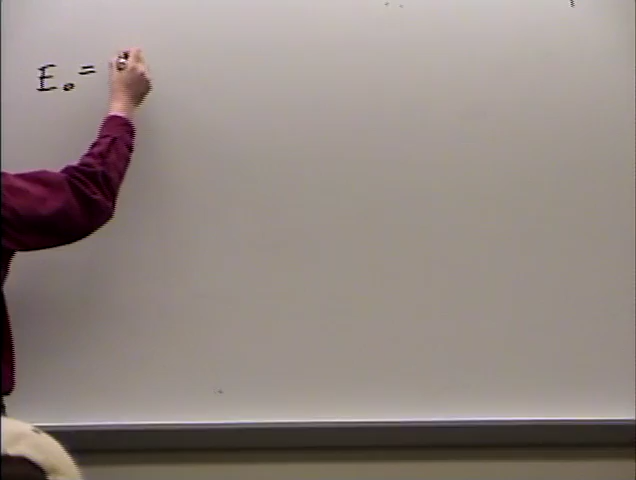 E₀ =